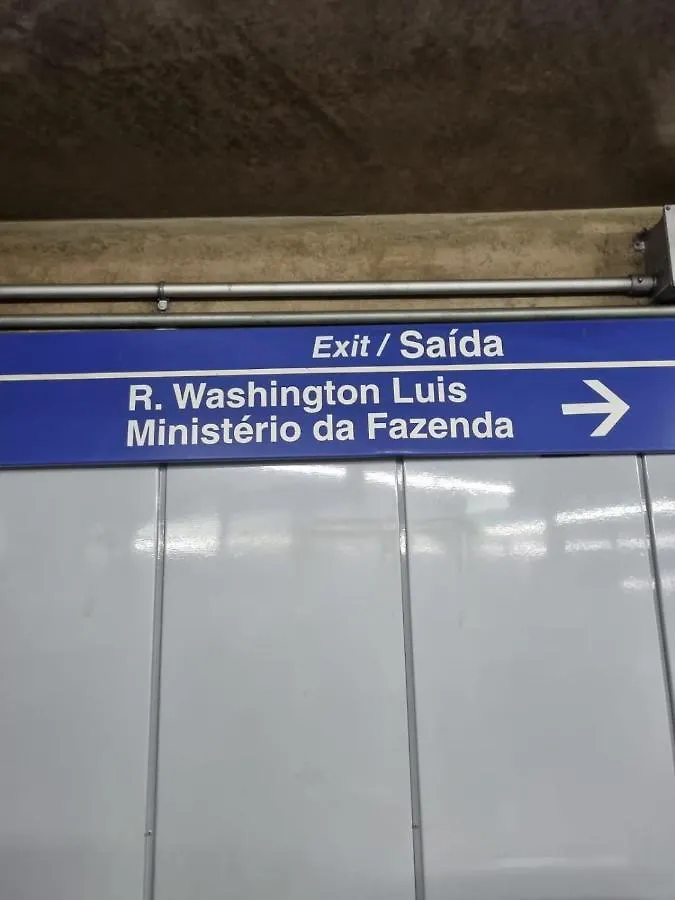 Exit / Saída
R. Washington Luis
Ministério da Fazenda